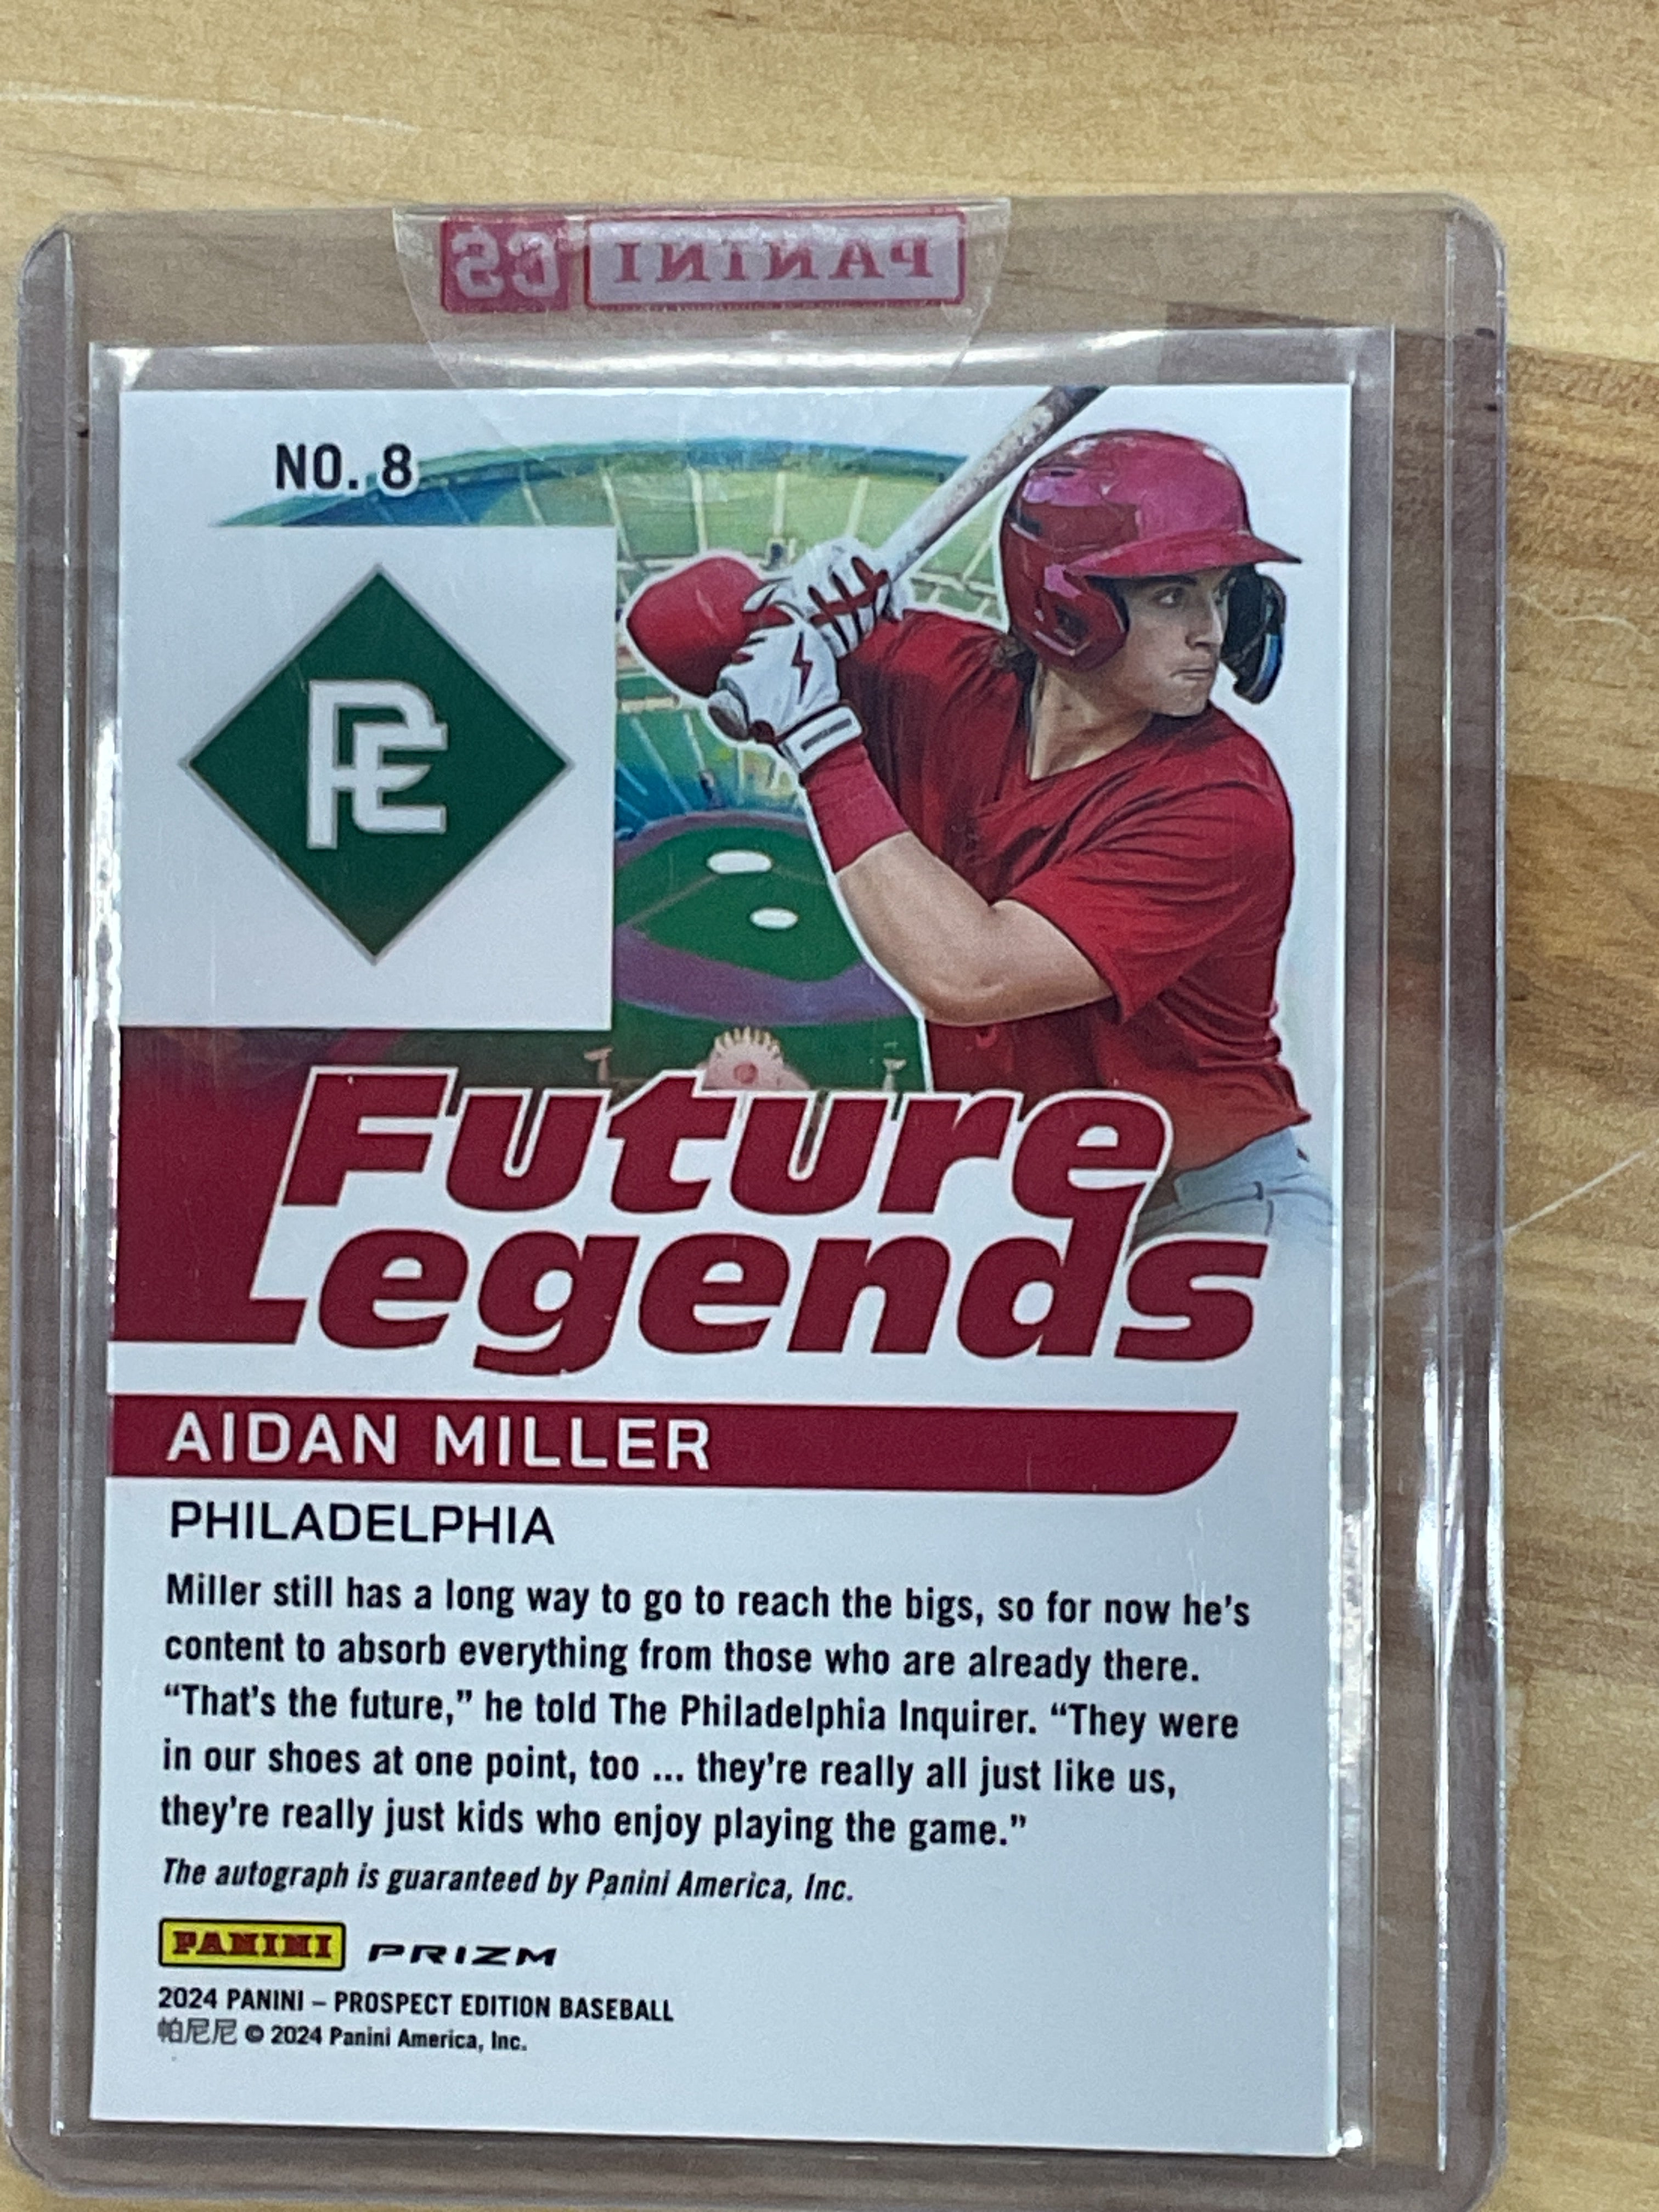 PANINI CS
NO. 8
PE
Future
Legends
AIDAN MILLER
PHILADELPHIA
Miller still has a long way to go to reach the bigs, so for now he's
content to absorb everything from those who are already there.
“That's the future,” he told The Philadelphia Inquirer. “They were
in our shoes at one point, too ... they're really all just like us,
they're really just kids who enjoy playing the game.”
The autograph is guaranteed by Panini America, Inc.
PANINI PRIZM
2024 PANINI – PROSPECT EDITION BASEBALL
帕尼尼 © 2024 Panini America, Inc.